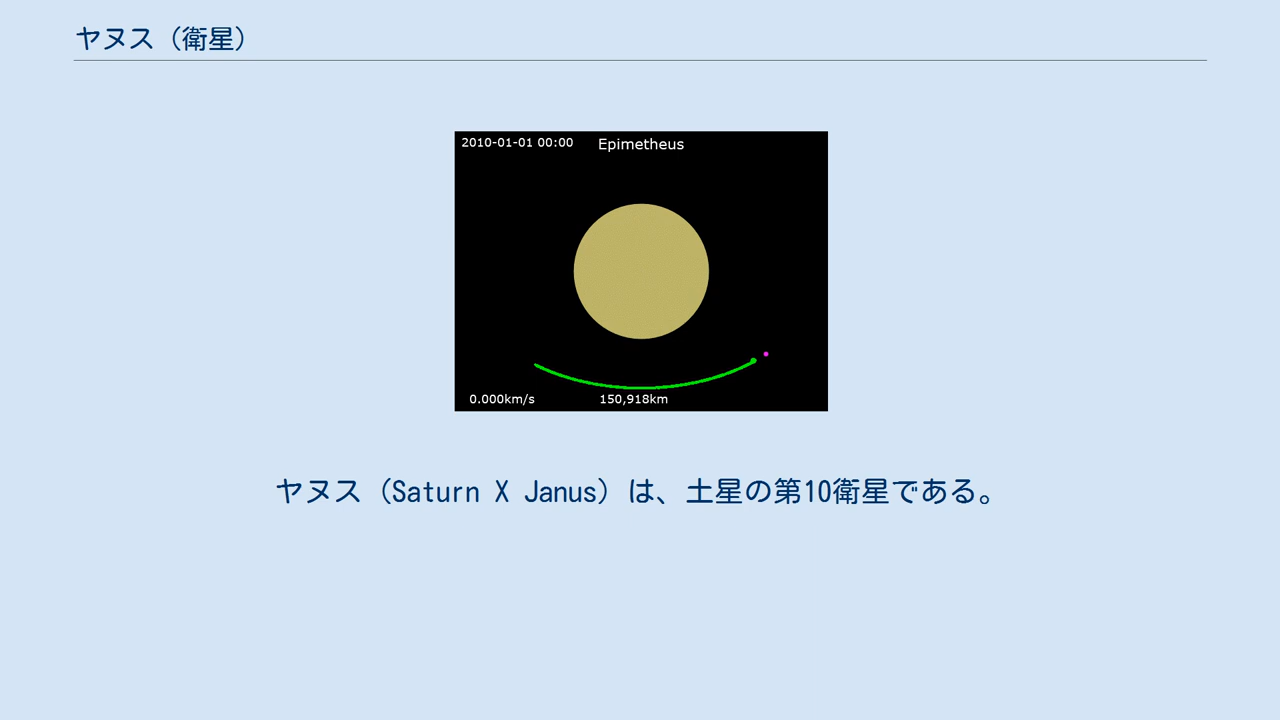 ヤヌス（衛星）
2010-01-01 00:00 Epimetheus
0.000km/s 150,918km
ヤヌス（Saturn X Janus）は、土星の第10衛星である。